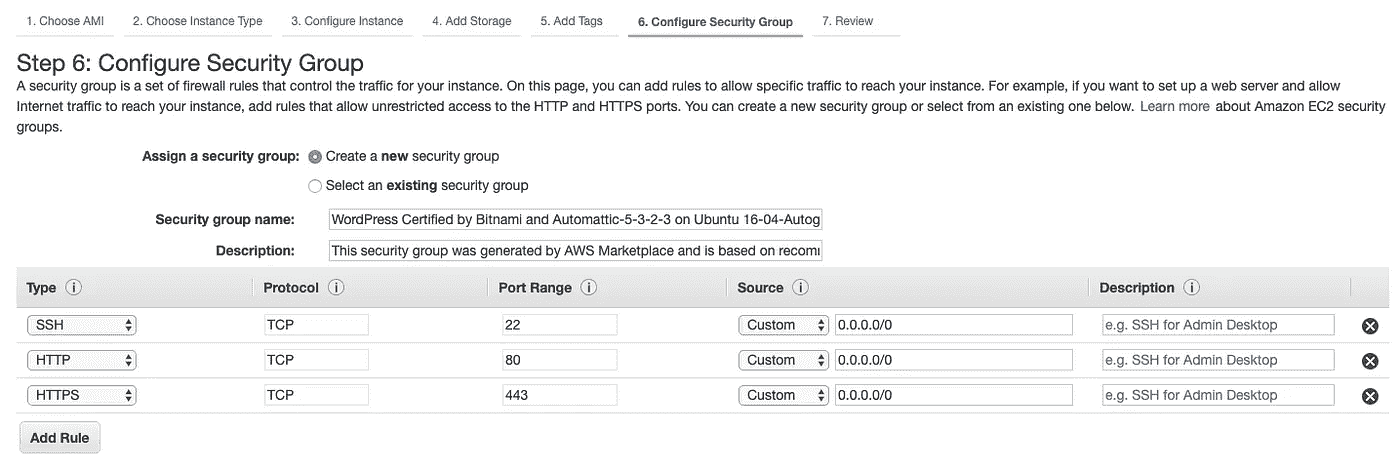 1. Choose AMI 2. Choose Instance Type 3. Configure Instance 4. Add Storage 5. Add Tags 6. Configure Security Group 7. Review
Step 6: Configure Security Group
A security group is a set of firewall rules that control the traffic for your instance. On this page, you can add rules to allow specific traffic to reach your instance. For example, if you want to set up a web server and allow
Internet traffic to reach your instance, add rules that allow unrestricted access to the HTTP and HTTPS ports. You can create a new security group or select from an existing one below. Learn more about Amazon EC2 security
groups.
Assign a security group: Create a new security group
Select an existing security group
Security group name: WordPress Certified by Bitnami and Automattic-5-3-2-3 on Ubuntu 16-04-Autog
Description: This security group was generated by AWS Marketplace and is based on recom
Type i Protocol i Port Range i Source i Description i
SSH TCP 22 Custom 0.0.0.0/0 e.g. SSH for Admin Desktop
HTTP TCP 80 Custom 0.0.0.0/0 e.g. SSH for Admin Desktop
HTTPS TCP 443 Custom 0.0.0.0/0 e.g. SSH for Admin Desktop
Add Rule